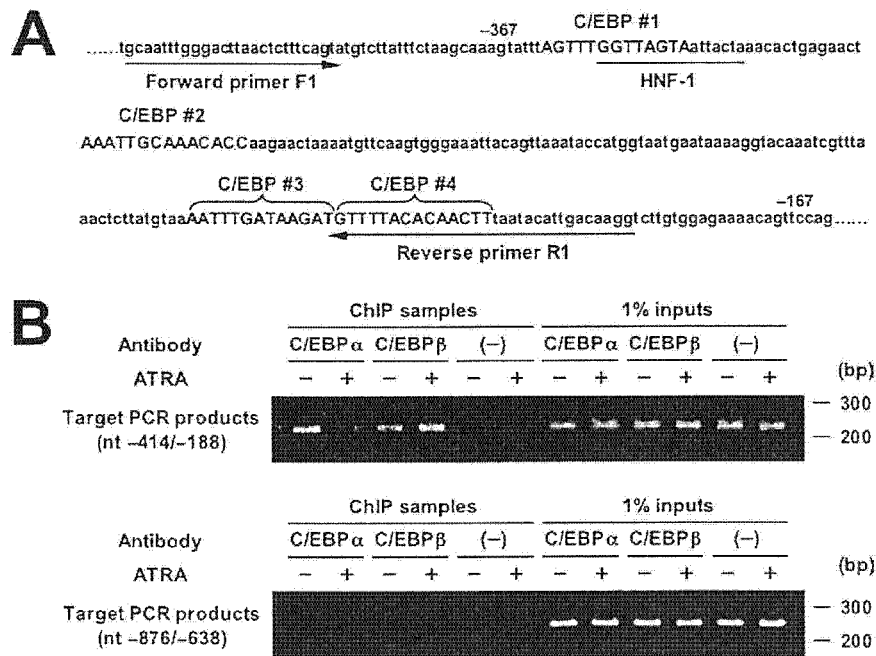 A
–367
C/EBP #1
......tgcaatttgggacttaactctttcagtatgtcttatttctaagcaaagtatttAGTTTGGTTAGTAattactaaacactgagaact
Forward primer F1
HNF-1
C/EBP #2
AAATTGCAAACACCaagaactaaaatgttcaagtgggaaattacagttaaataccatggtaatgaataaaaggtacaaatcgttta
C/EBP #3
C/EBP #4
–167
aactcttatgtaaAATTTGATAAGATGTTTTACACAACTTtaatacattgacaaggtcttgtggagaaaacagttccag......
Reverse primer R1
B
ChIP samples
1% inputs
Antibody
C/EBPα C/EBPβ (–) C/EBPα C/EBPβ (–)
ATRA
– + – + – + – + – + – +
(bp)
Target PCR products
(nt –414/–188)
300
200
ChIP samples
1% inputs
Antibody
C/EBPα C/EBPβ (–) C/EBPα C/EBPβ (–)
ATRA
– + – + – + – + – + – +
(bp)
Target PCR products
(nt –876/–638)
300
200